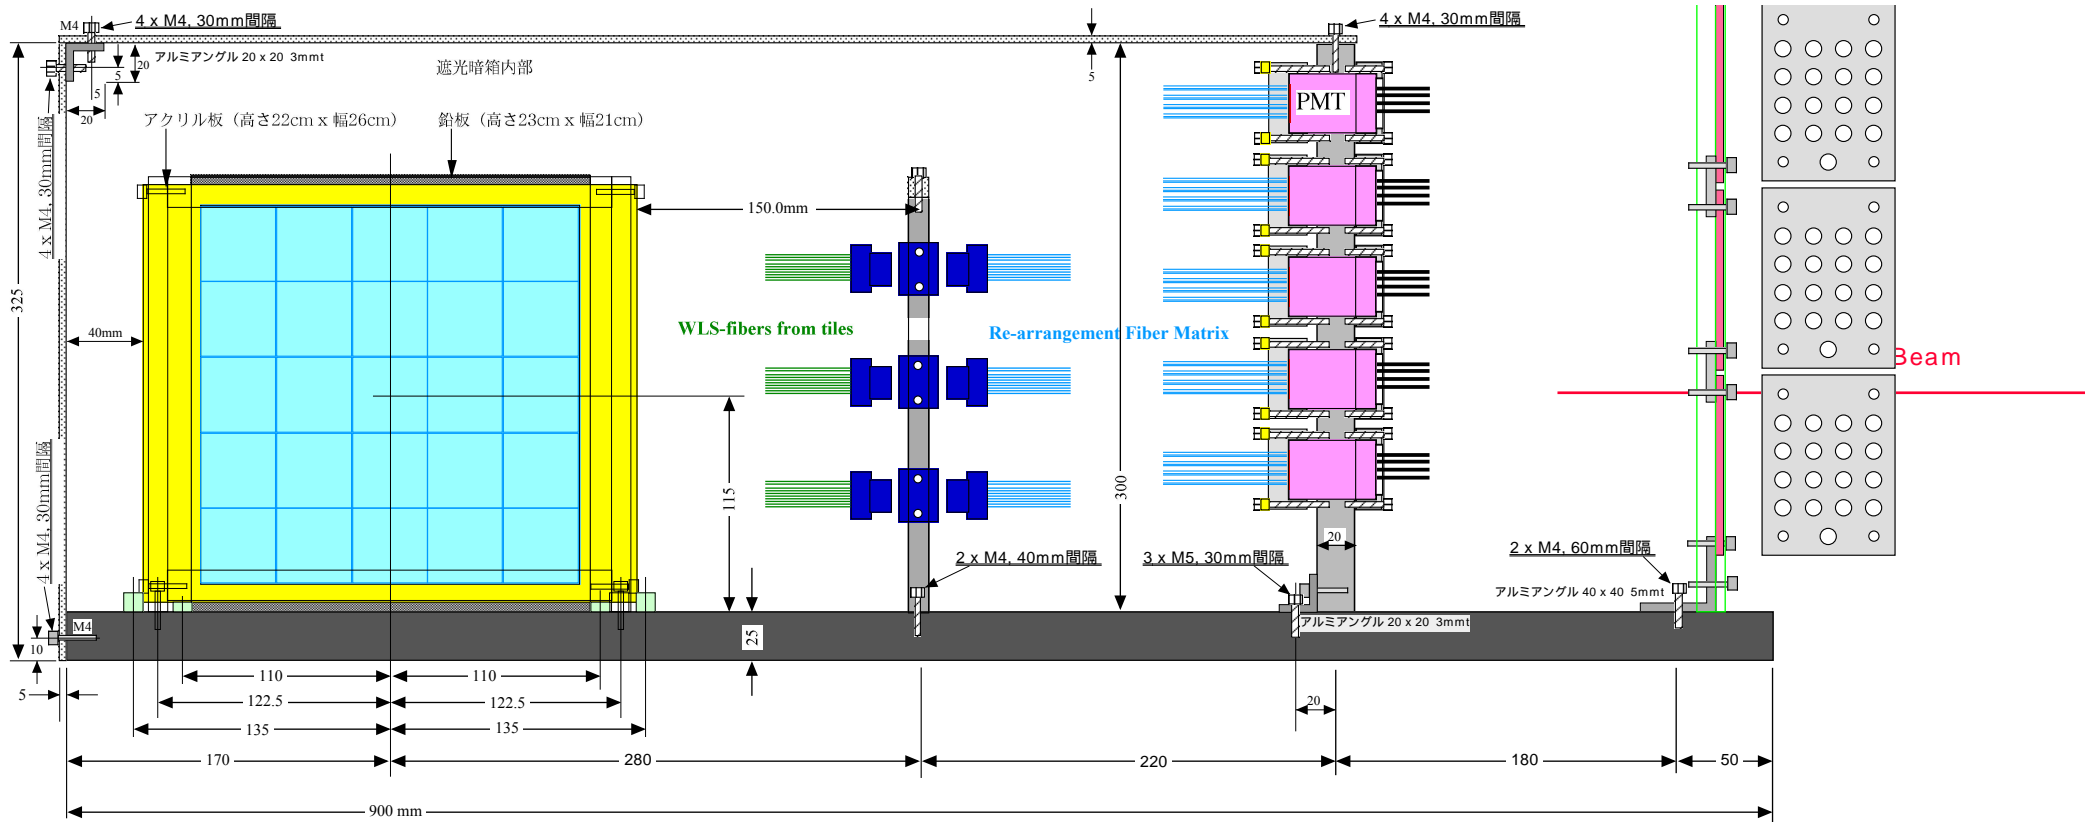 M4
4 x M4, 30mm間隔
4 x M4, 30mm間隔
アルミアングル 20 x 20 3mmt
遮光暗箱内部
20
5
5
20
5
PMT
アクリル板（高さ22cm x 幅26cm）
鉛板（高さ23cm x 幅21cm）
4 x M4, 30mm間隔
150.0mm
325
40mm
WLS-fibers from tiles
Re-arrangement Fiber Matrix
Beam
115
300
4 x M4, 30mm間隔
20
2 x M4, 40mm間隔
3 x M5, 30mm間隔
2 x M4, 60mm間隔
アルミアングル 40 x 40 5mmt
アルミアングル 20 x 20 3mmt
M4
10
25
5
110
110
122.5
122.5
20
135
135
170
280
220
180
50
900 mm